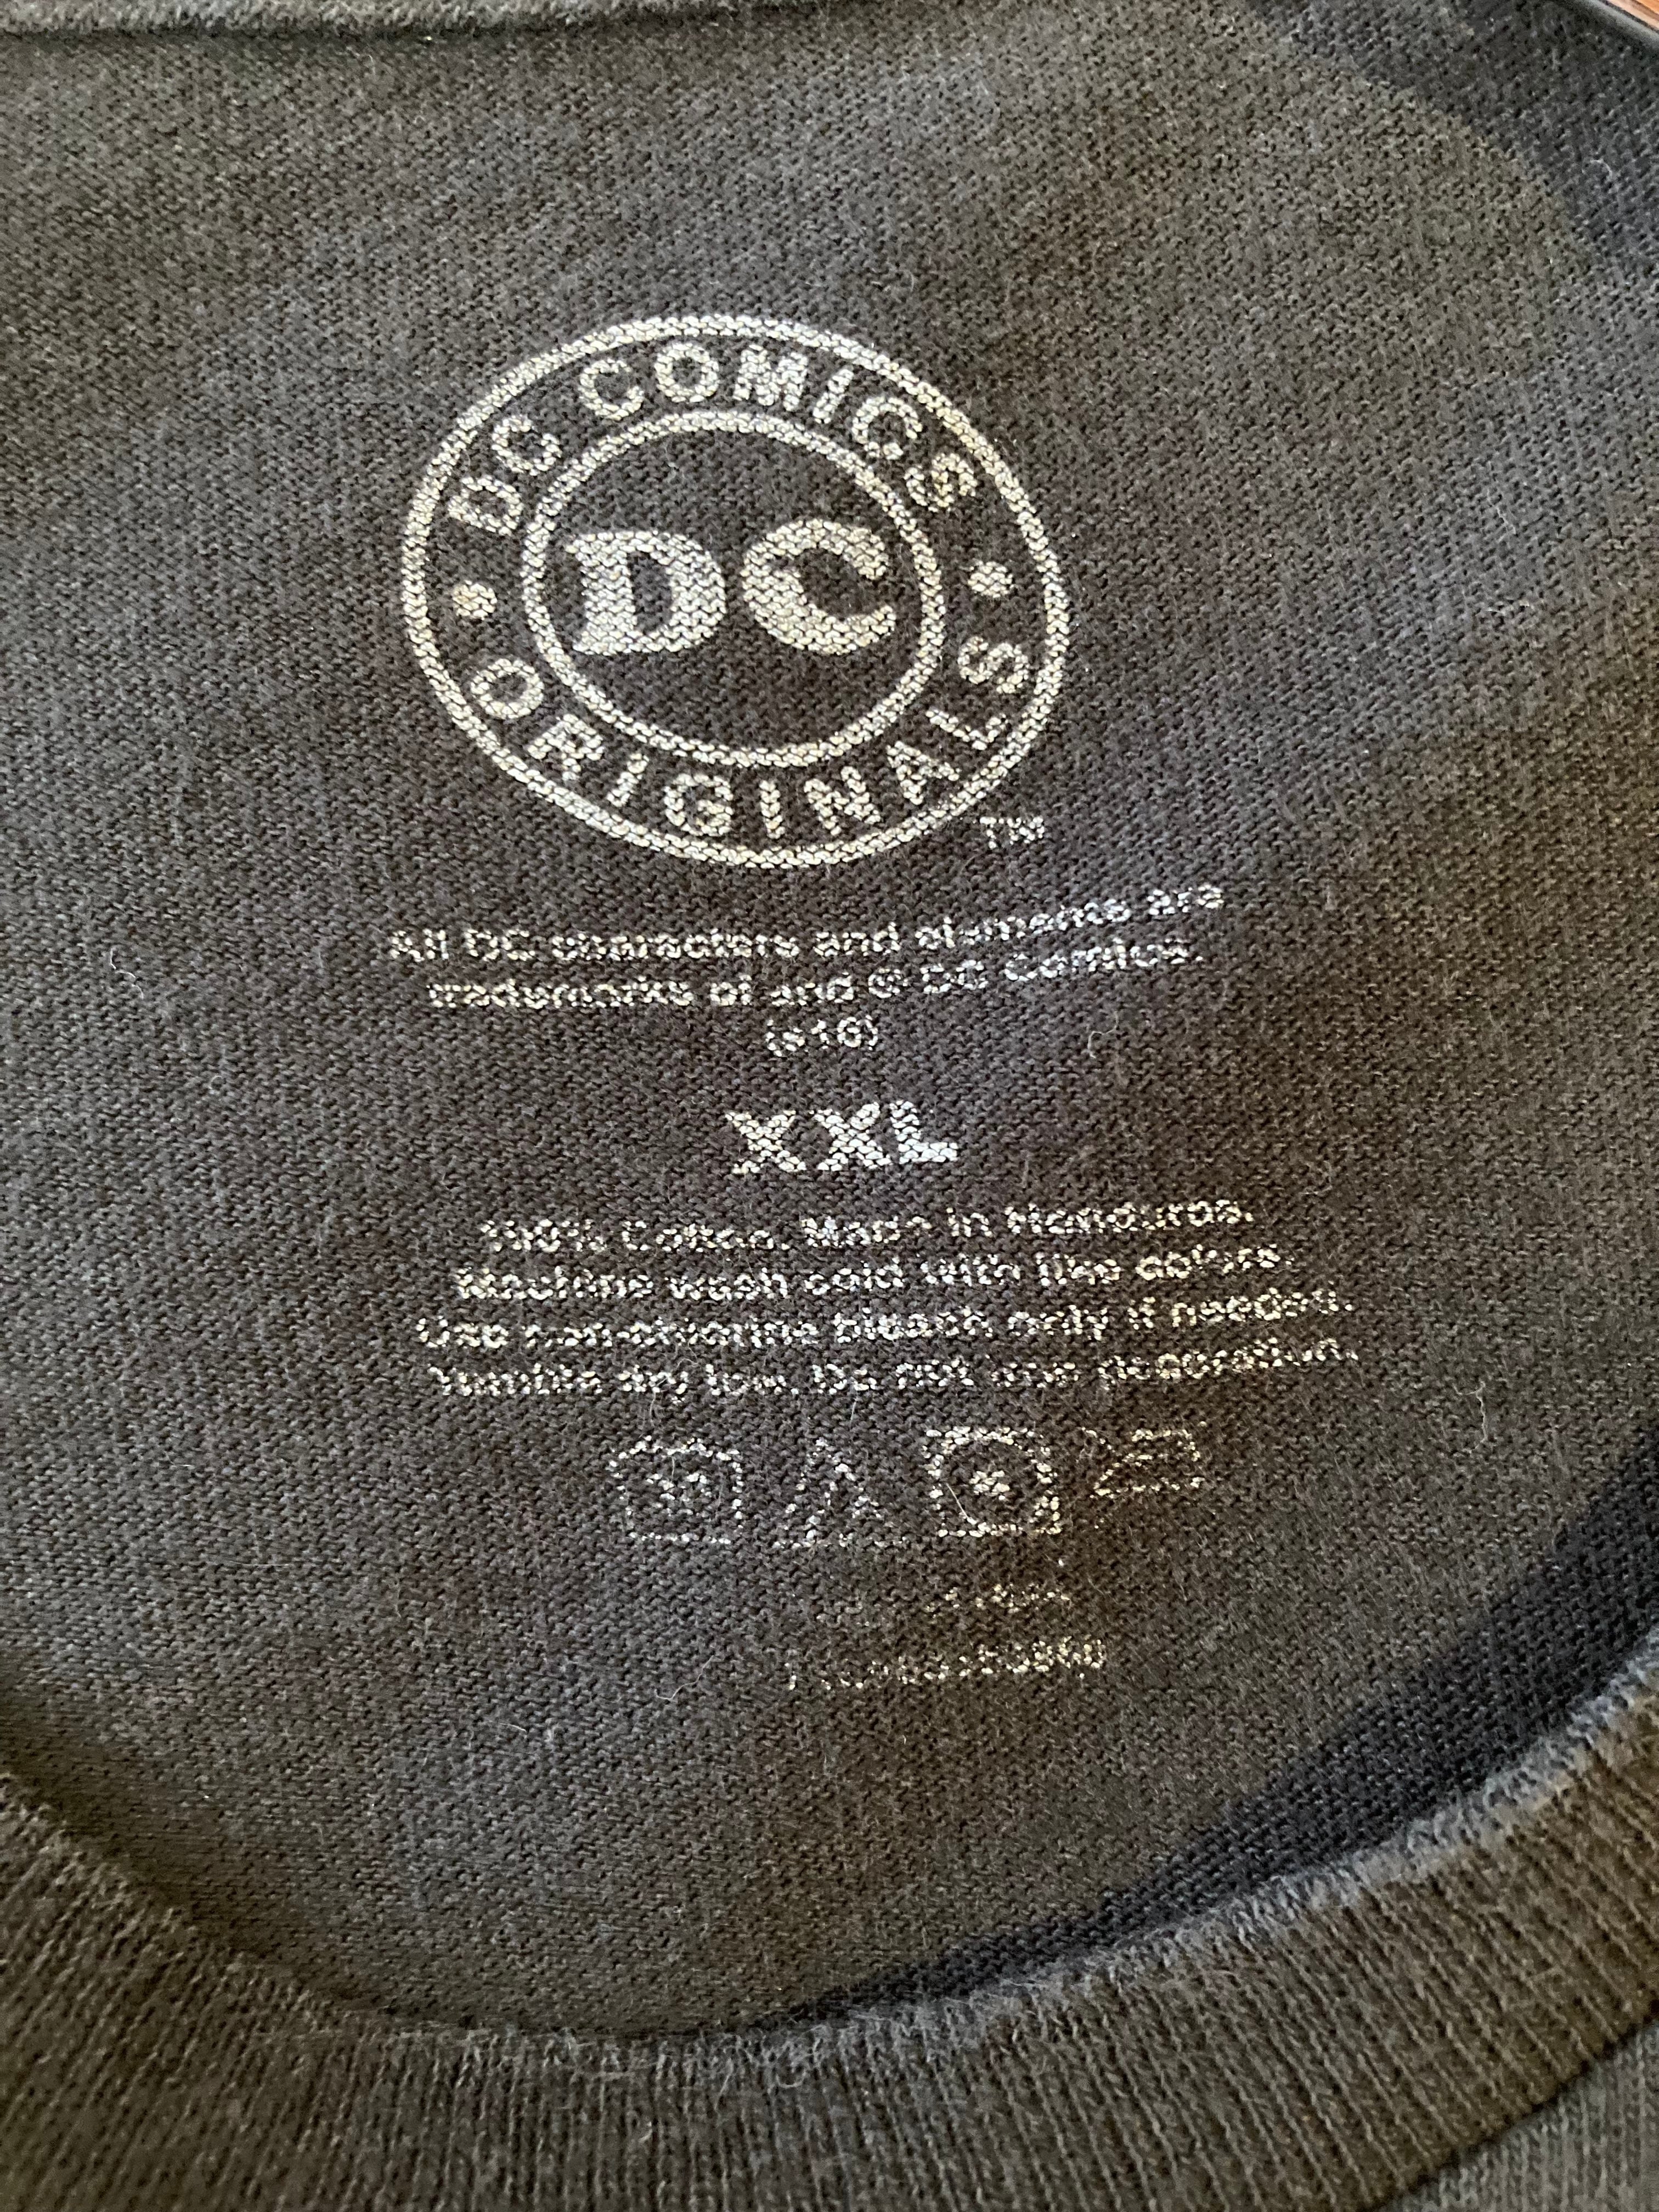 DC COMICS
DC
ORIGINALS
TM
All DC characters and elements are
trademarks of and © DC Comics.
(s16)
XXL
100% Cotton. Made in Honduras.
Machine wash cold with like colors.
Use non-chlorine bleach only if needed.
Tumble dry low. Do not iron decoration.